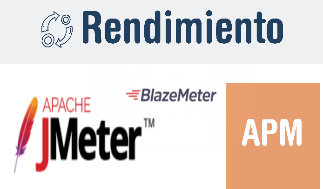 Rendimiento
APACHE
JMeter™
BlazeMeter
APM